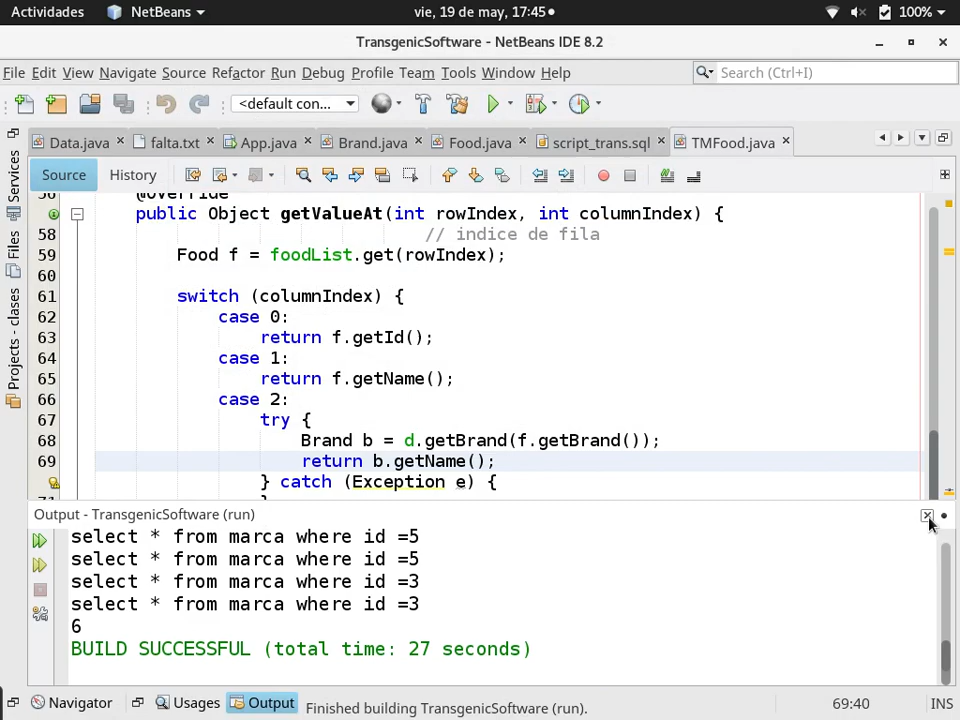 Actividades NetBeans vie, 19 de may, 17:45 100%
TransgenicSoftware - NetBeans IDE 8.2
File Edit View Navigate Source Refactor Run Debug Profile Team Tools Window Help Search (Ctrl+I)
<default con...
Data.java falta.txt App.java Brand.java Food.java script_trans.sql TMFood.java
Source History
Services
Files
Projects - clases
56 @Override
public Object getValueAt(int rowIndex, int columnIndex) {
58 // indice de fila
59 Food f = foodList.get(rowIndex);
60
61 switch (columnIndex) {
62 case 0:
63 return f.getId();
64 case 1:
65 return f.getName();
66 case 2:
67 try {
68 Brand b = d.getBrand(f.getBrand());
69 return b.getName();
} catch (Exception e) {
Output - TransgenicSoftware (run)
select * from marca where id =5
select * from marca where id =5
select * from marca where id =3
select * from marca where id =3
6
BUILD SUCCESSFUL (total time: 27 seconds)
Navigator Usages Output Finished building TransgenicSoftware (run). 69:40 INS